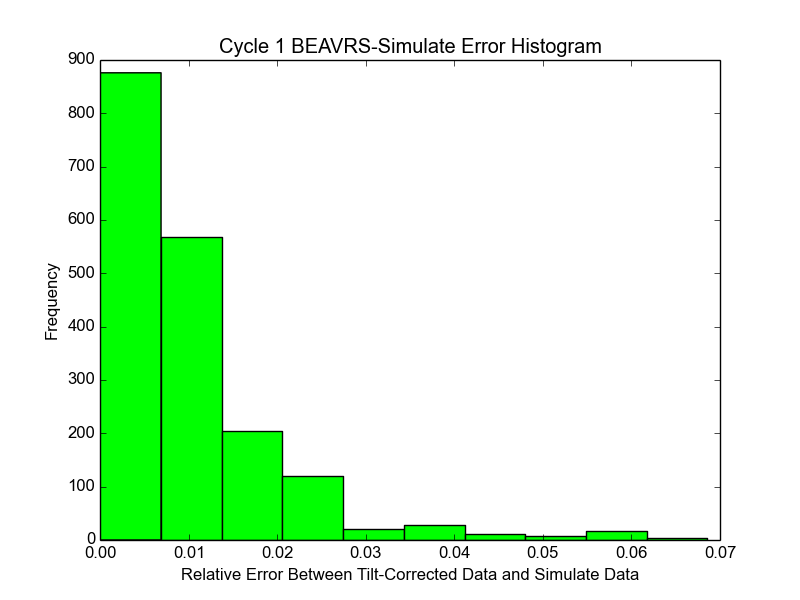 Cycle 1 BEAVRS-Simulate Error Histogram
900
800
700
600
500
400
300
200
100
0
Frequency
0.00 0.01 0.02 0.03 0.04 0.05 0.06 0.07
Relative Error Between Tilt-Corrected Data and Simulate Data